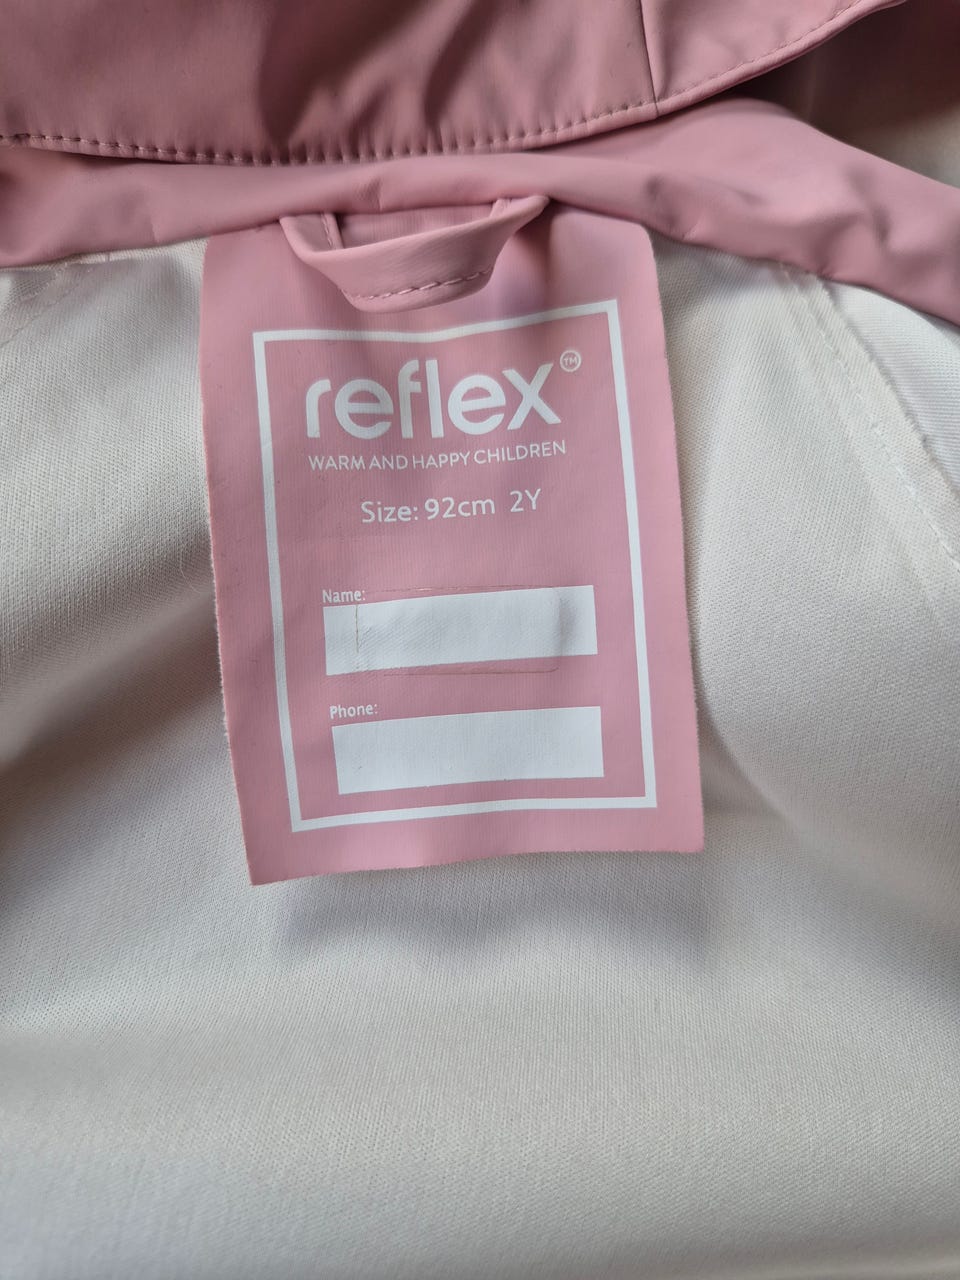 reflex™
WARM AND HAPPY CHILDREN
Size: 92cm 2Y
Name:
Phone: